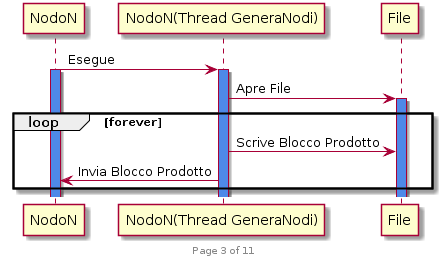 NodoN NodoN(Thread GeneraNodi) File
Esegue
Apre File
loop [forever]
Scrive Blocco Prodotto
Invia Blocco Prodotto
NodoN NodoN(Thread GeneraNodi) File
Page 3 of 11